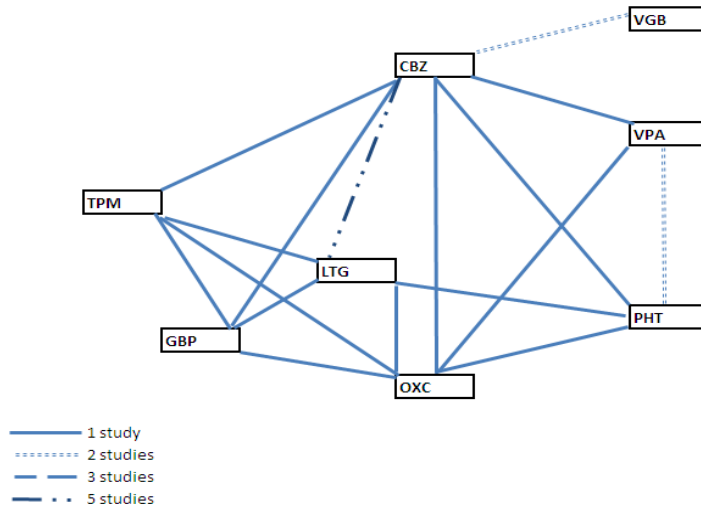 VGB
CBZ
VPA
TPM
LTG
PHT
GBP
OXC
1 study
2 studies
3 studies
5 studies